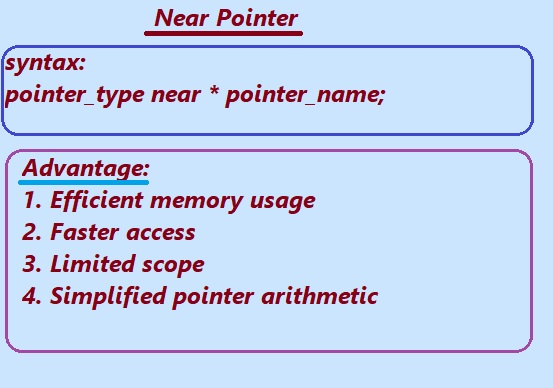 Near Pointer
syntax:
pointer_type near * pointer_name;
Advantage:
1. Efficient memory usage
2. Faster access
3. Limited scope
4. Simplified pointer arithmetic